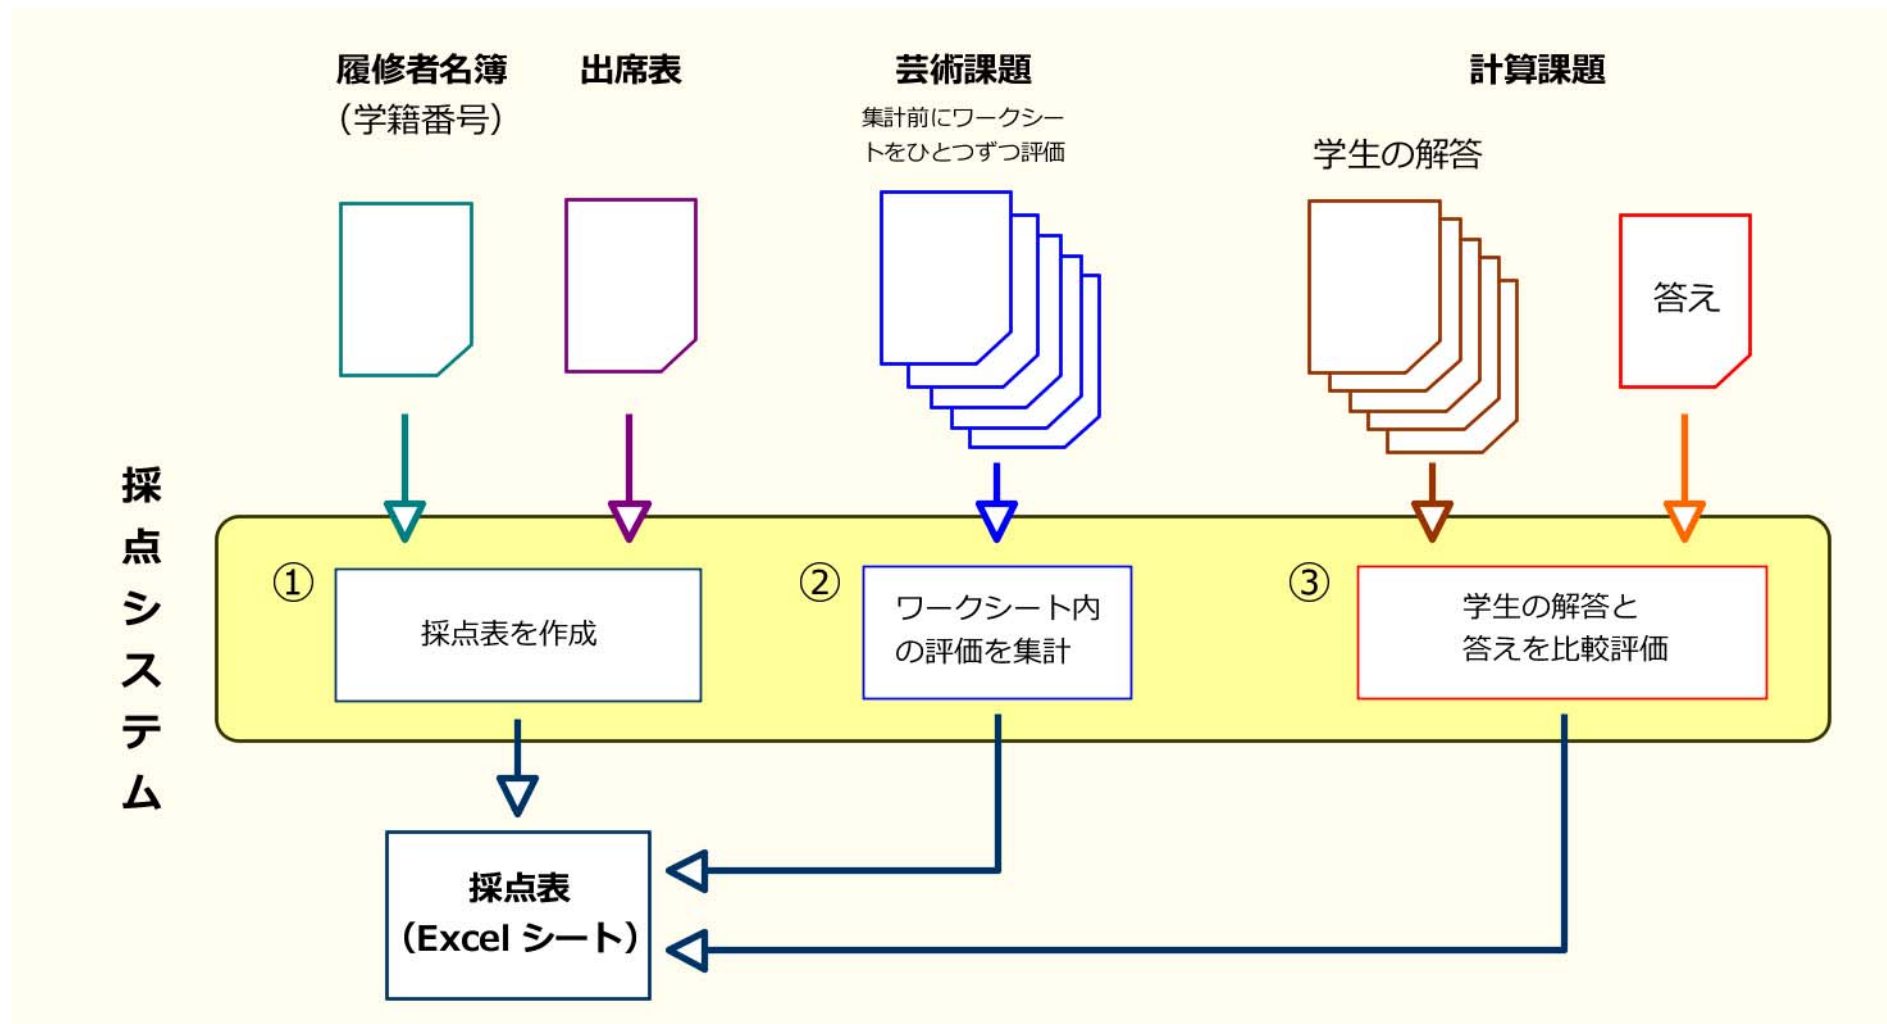 履修者名簿
（学籍番号）
出席表
芸術課題
集計前にワークシー
トをひとつずつ評価
計算課題
学生の解答
答え
採点システム
①
採点表を作成
②
ワークシート内
の評価を集計
③
学生の解答と
答えを比較評価
採点表
（Excel シート）